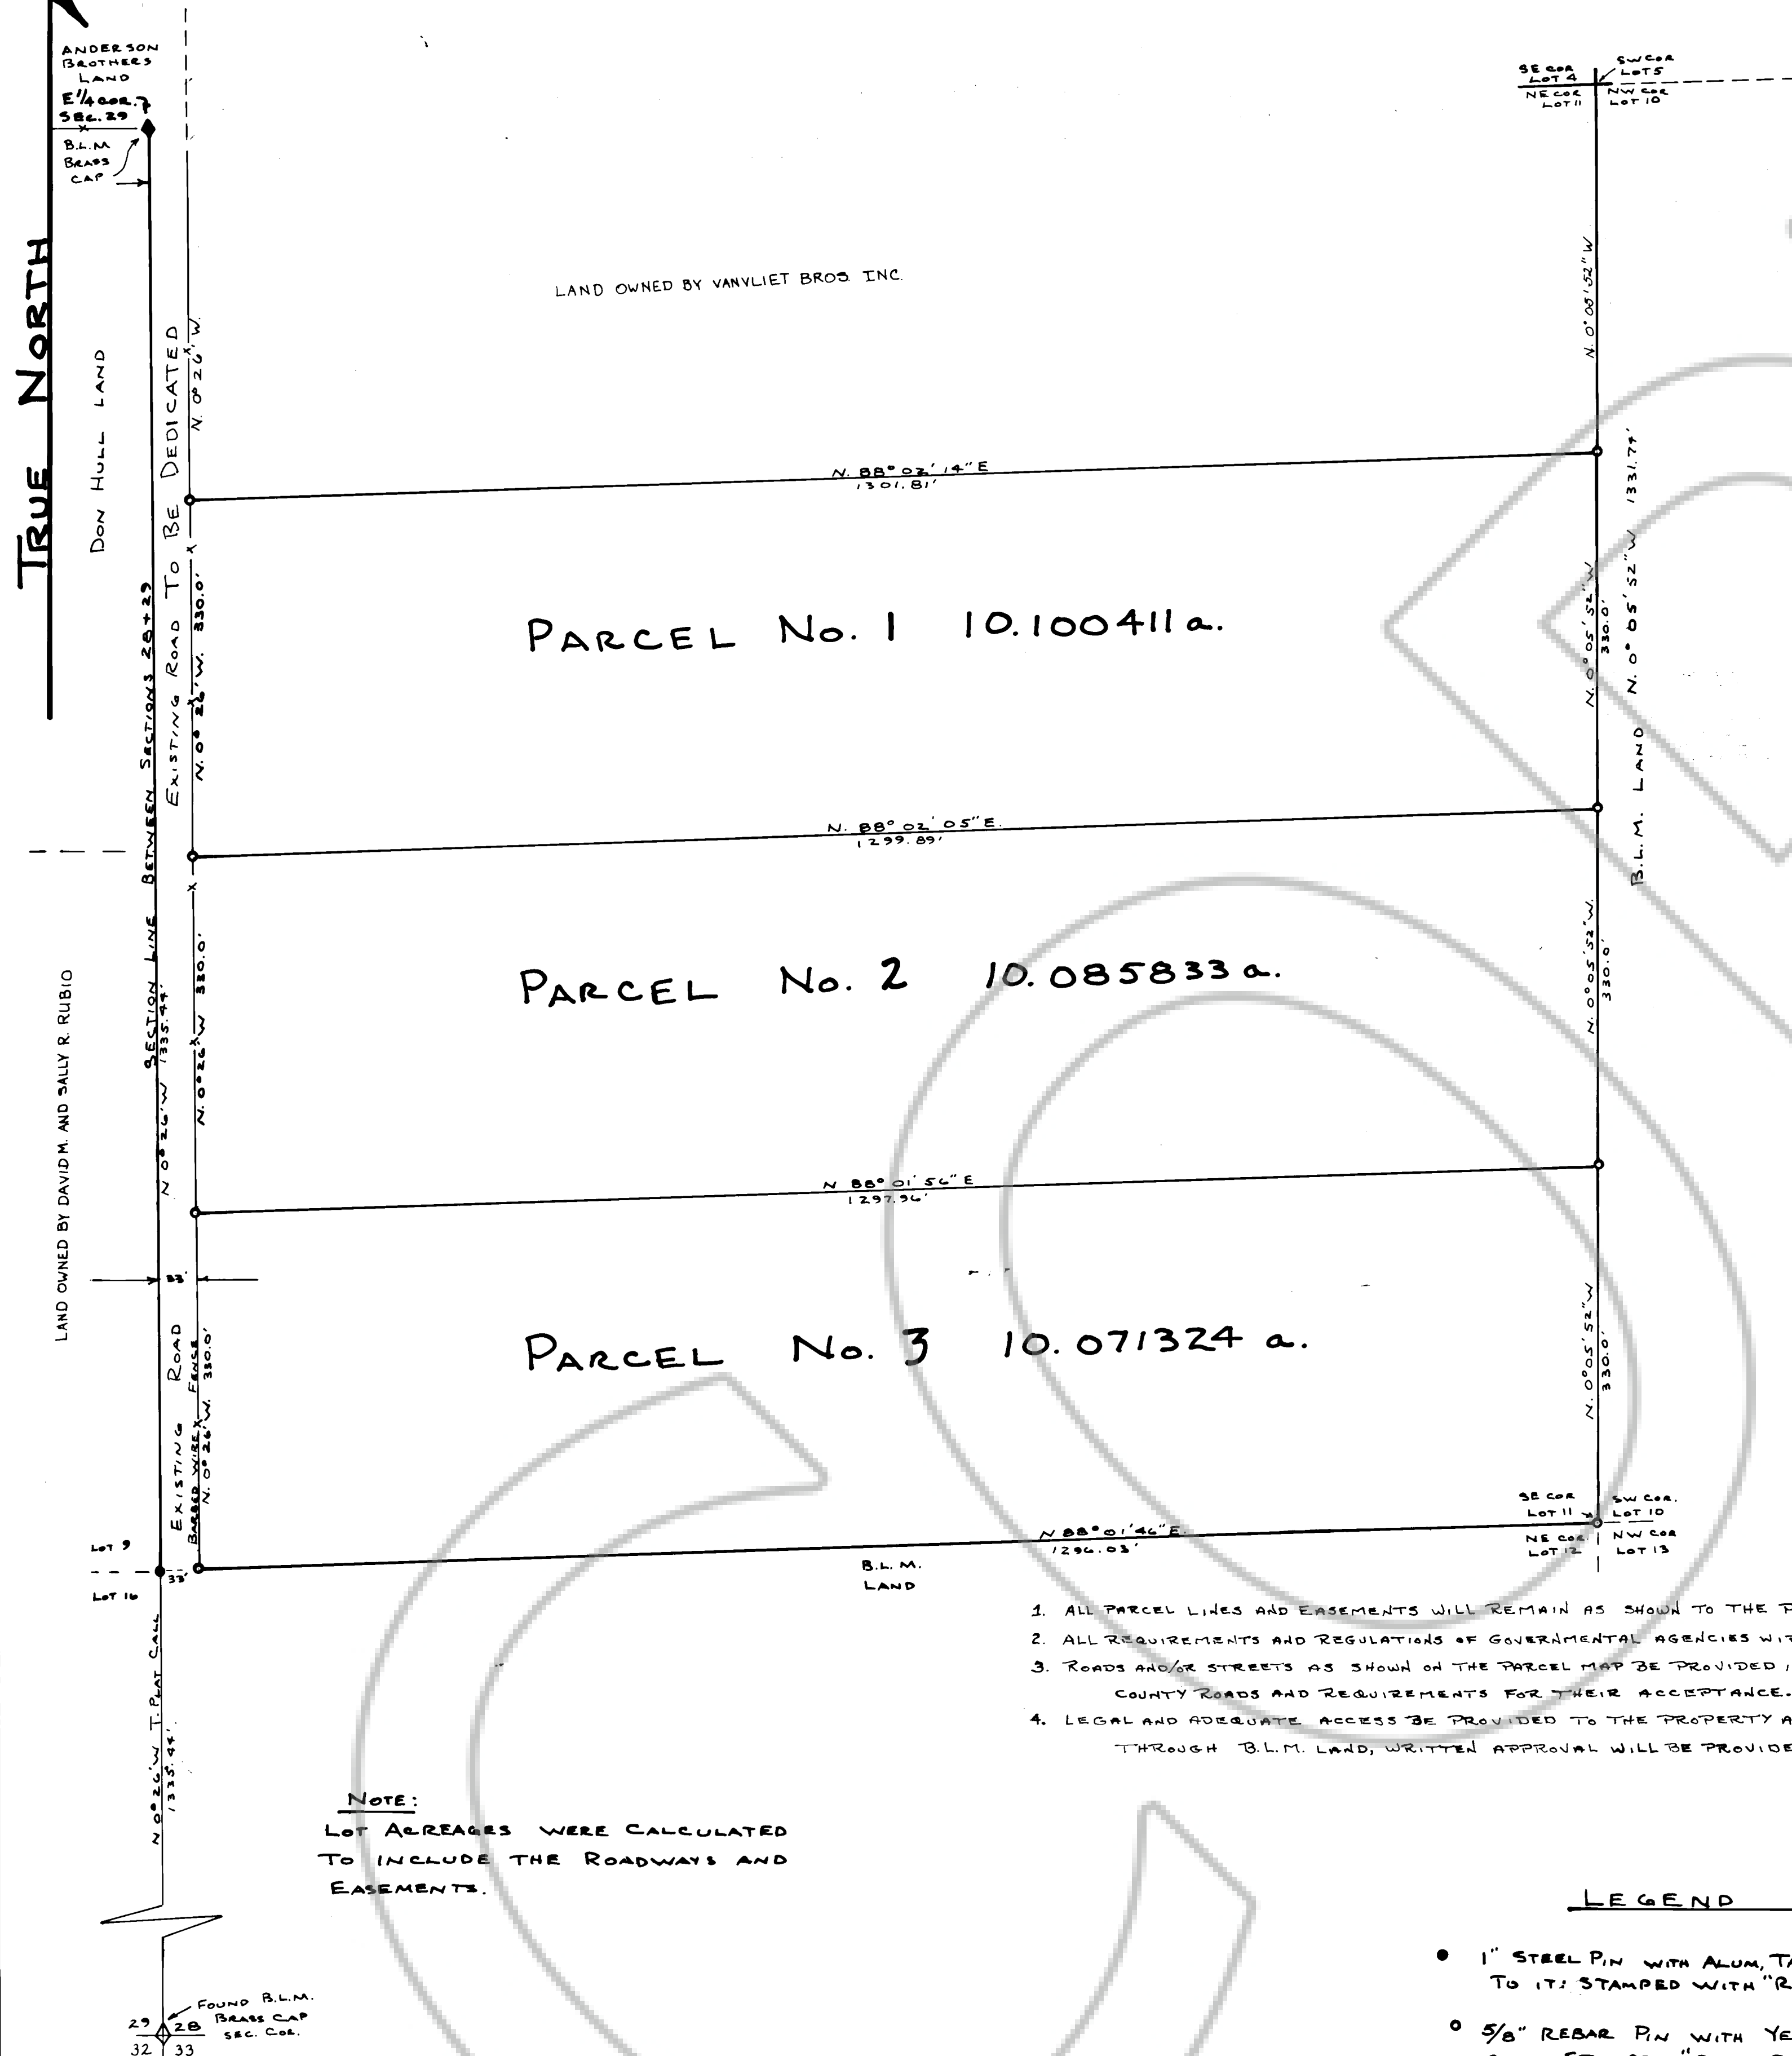 TRUE NORTH
ANDERSON
BROTHERS
LAND
E 1/4 COR.
SEC. 29
B.L.M
BRASS
CAP
SE COR
LOT 4
SW COR
LOT 5
NE COR
LOT 11
NW COR
LOT 10
DON HULL LAND
EXISTING ROAD TO BE DEDICATED
N. 0° 26' W.
LAND OWNED BY VANVLIET BROS. INC.
N. 0° 05' 52" W
N. 88° 02' 14" E
1301.81'
SECTION LINE BETWEEN SECTIONS 28+29
N 0° 26' W 1335.44'
N. 0° 26' W. 330.0'
PARCEL No. 1 10.100411 a.
N. 0° 05' 52" W
330.0'
B.L.M. LAND N. 0° 05' 52" W 1331.74'
N. 88° 02' 05" E.
1299.89'
LAND OWNED BY DAVID M. AND SALLY R. RUBIO
N. 0° 26' W 330.0'
PARCEL No. 2 10.085833 a.
N. 0° 05' 52" W.
330.0'
N 88° 01' 56" E
1297.96'
33'
EXISTING ROAD
BARBED WIRE FENCE
N. 0° 26' W. 330.0'
PARCEL No. 3 10.071324 a.
N. 0° 05' 52" W
330.0'
N 88° 01' 46" E
1296.03'
B.L.M.
LAND
LOT 9
LOT 16
33'
SE COR
LOT 11
SW COR.
LOT 10
NE COR.
LOT 12
NW COR
LOT 13
1. ALL PARCEL LINES AND EASEMENTS WILL REMAIN AS SHOWN TO THE
2. ALL REQUIREMENTS AND REGULATIONS OF GOVERNMENTAL AGENCIES
3. ROADS AND/OR STREETS AS SHOWN ON THE PARCEL MAP BE PROVIDED
COUNTY ROADS AND REQUIREMENTS FOR THEIR ACCEPTANCE.
4. LEGAL AND ADEQUATE ACCESS BE PROVIDED TO THE PROPERTY
THROUGH B.L.M. LAND, WRITTEN APPROVAL WILL BE
N 0° 26' W T. PLAT CALL
1335.44'
NOTE:
LOT ACREAGES WERE CALCULATED
TO INCLUDE THE ROADWAYS AND
EASEMENTS.
LEGEND
1" STEEL PIN WITH ALUM,
TO IT: STAMPED WITH
5/8" REBAR PIN WITH
FOUND B.L.M.
BRASS CAP
SEC. COR.
29 28
32 33